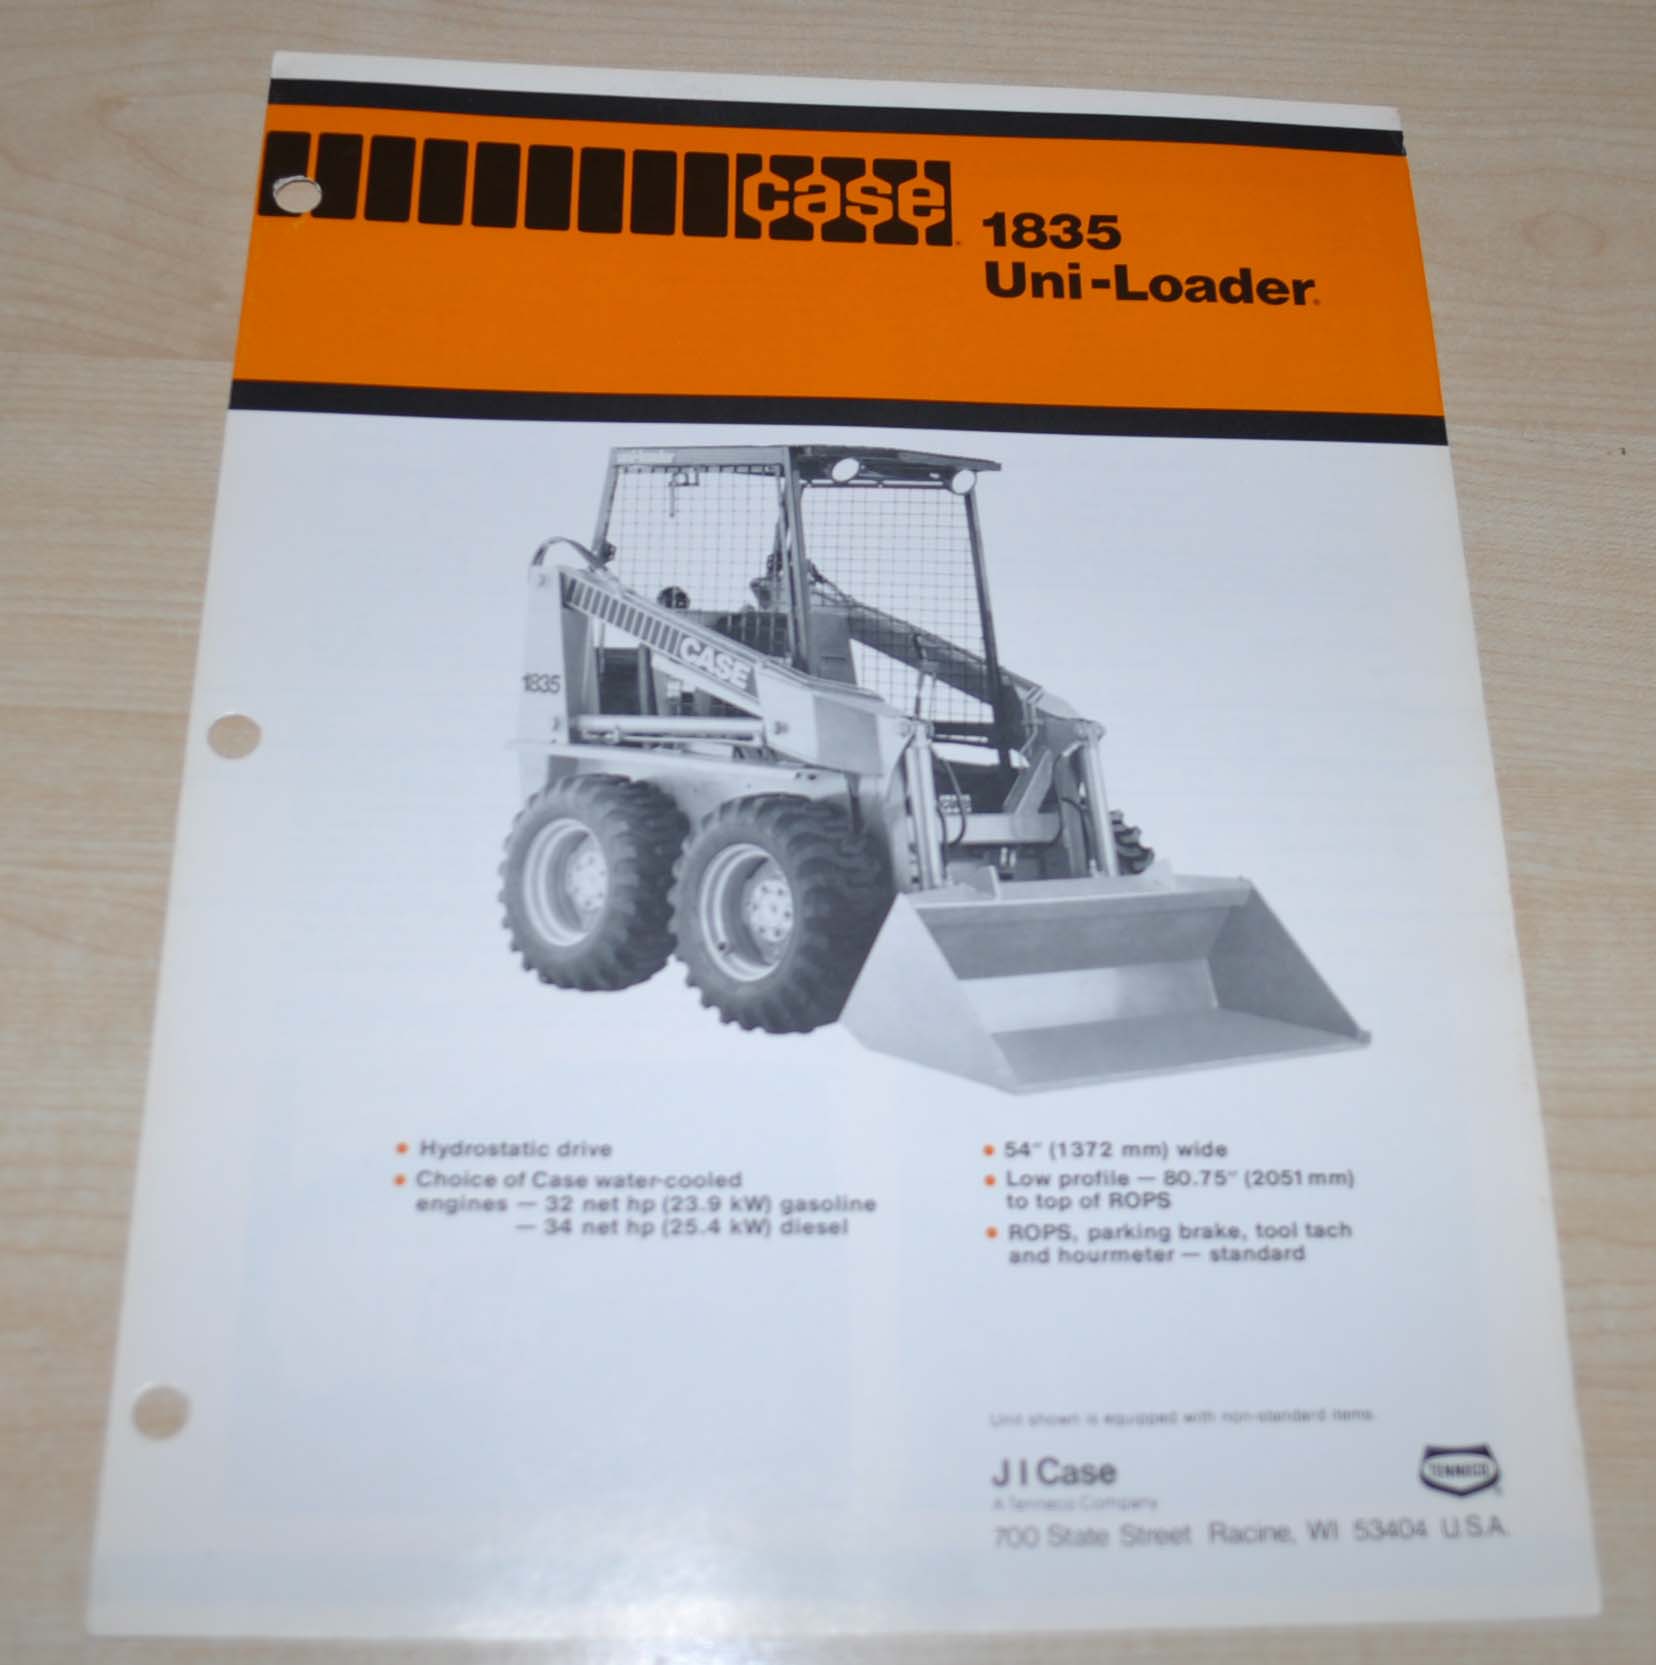 case
1835
Uni-Loader
1835
CASE
• Hydrostatic drive
• Choice of Case water-cooled
engines — 32 net hp (23.9 kW) gasoline
— 34 net hp (25.4 kW) diesel
• 54" (1372 mm) wide
• Low profile — 80.75" (2051 mm)
to top of ROPS
• ROPS, parking brake, tool tach
and hourmeter — standard
Unit shown is equipped with non-standard items.
J I Case
A Tenneco Company
700 State Street Racine, WI 53404 U.S.A.
TENNECO